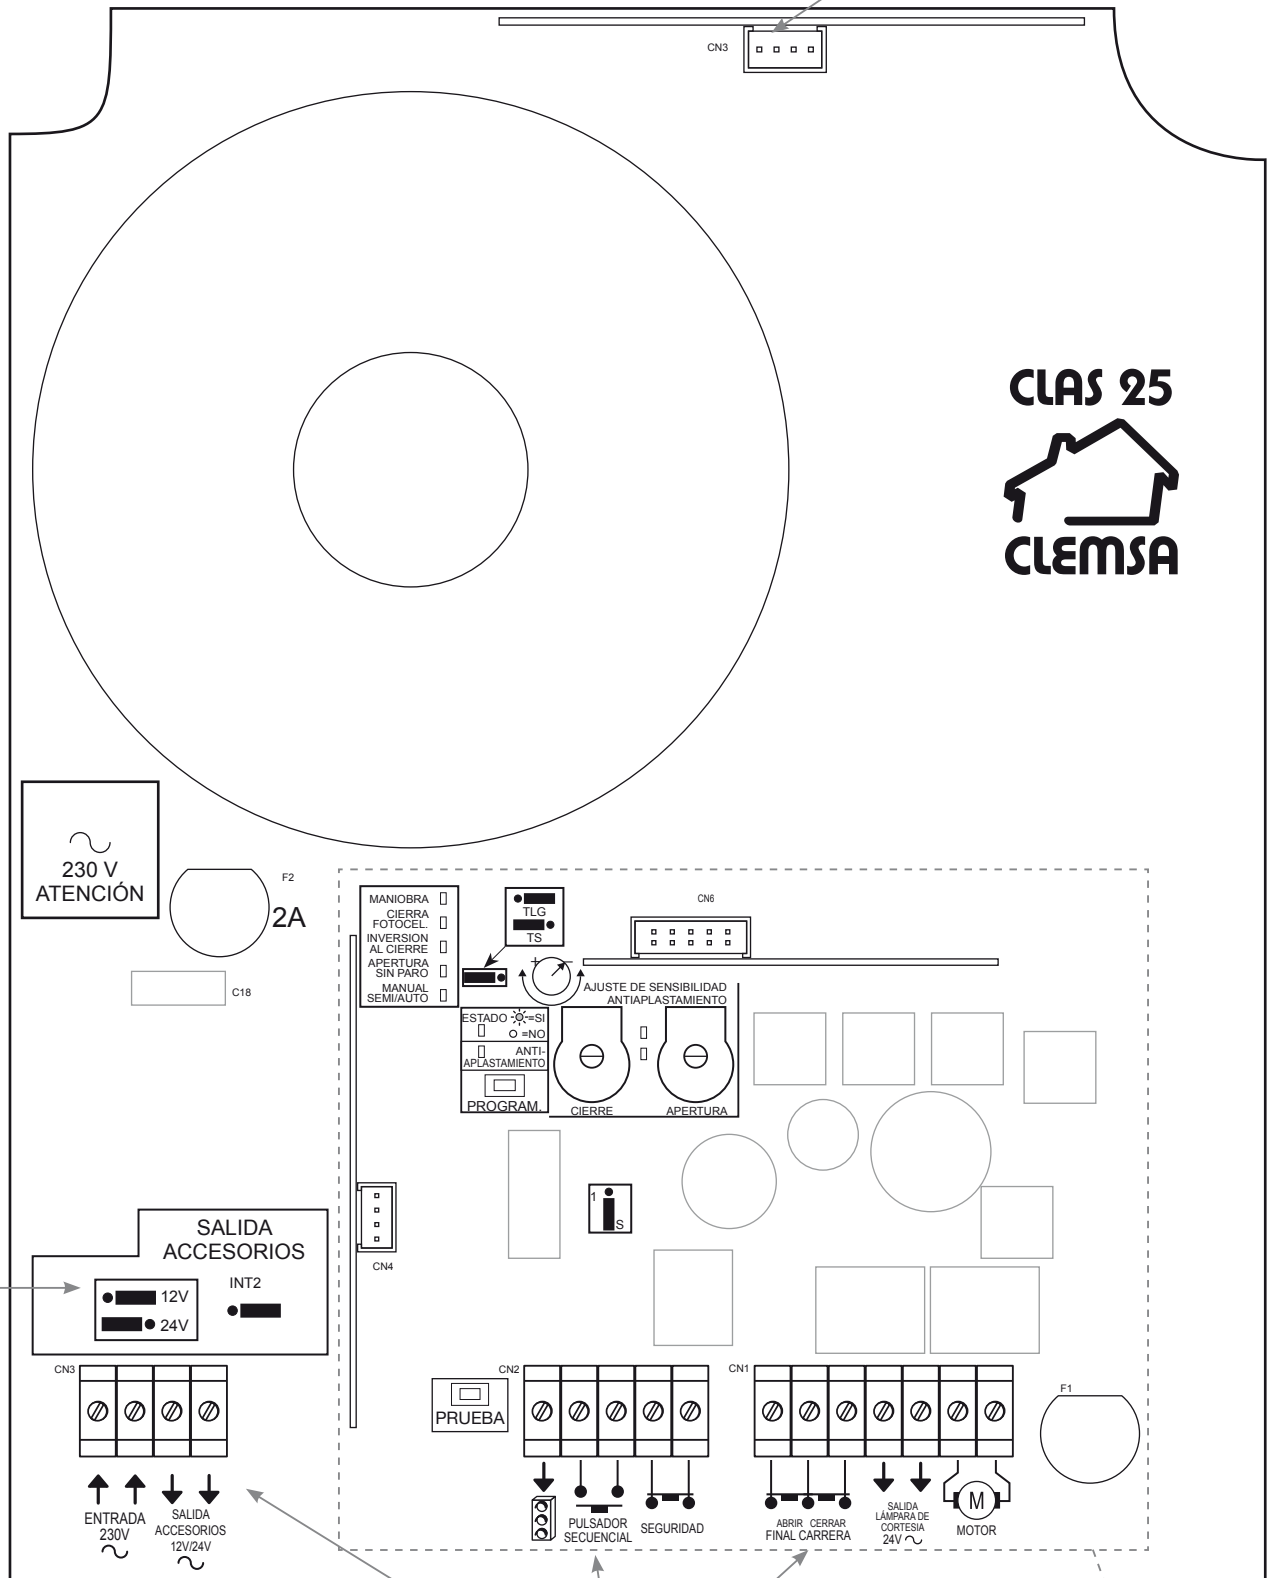 CN3
CLAS 25
CLEMSA
230 V
ATENCIÓN
F2
2A
C18
MANIOBRA
CIERRA
FOTOCEL.
INVERSION
AL CIERRE
APERTURA
SIN PARO
MANUAL
SEMI/AUTO
TLG
TS
CN6
+ −
AJUSTE DE SENSIBILIDAD
ANTIAPLASTAMIENTO
ESTADO =SI
=NO
ANTI-
APLASTAMIENTO
PROGRAM.
CIERRE
APERTURA
1
S
CN4
SALIDA
ACCESORIOS
12V
24V
INT2
CN3
CN2
CN1
F1
PRUEBA
ENTRADA
230V
SALIDA
ACCESORIOS
12V/24V
PULSADOR
SECUENCIAL
SEGURIDAD
ABRIR CERRAR
FINAL CARRERA
SALIDA
LÁMPARA DE
CORTESIA
24V
M
MOTOR